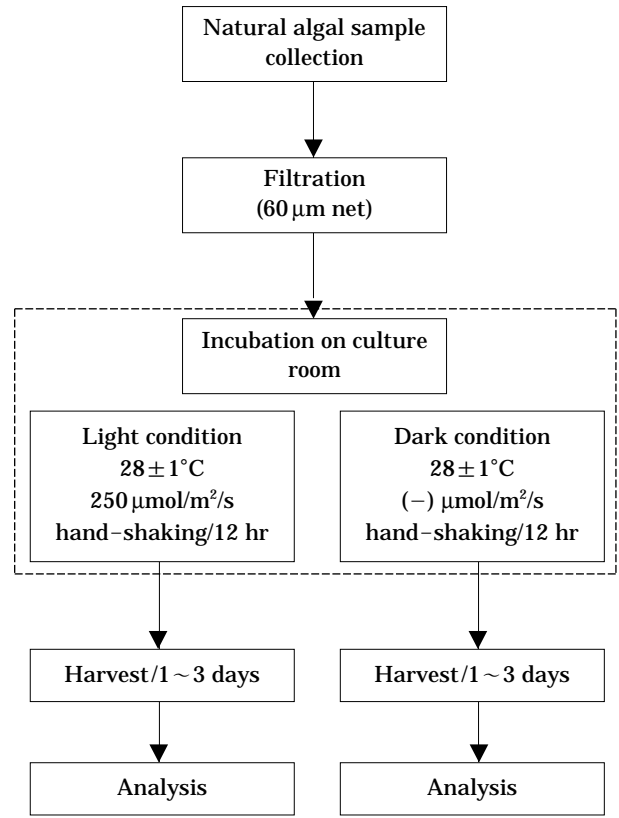 Natural algal sample
collection
Filtration
(60 μm net)
Incubation on culture
room
Light condition
28±1°C
250 μmol/m²/s
hand-shaking/12 hr
Dark condition
28±1°C
(−) μmol/m²/s
hand-shaking/12 hr
Harvest/1~3 days
Harvest/1~3 days
Analysis
Analysis